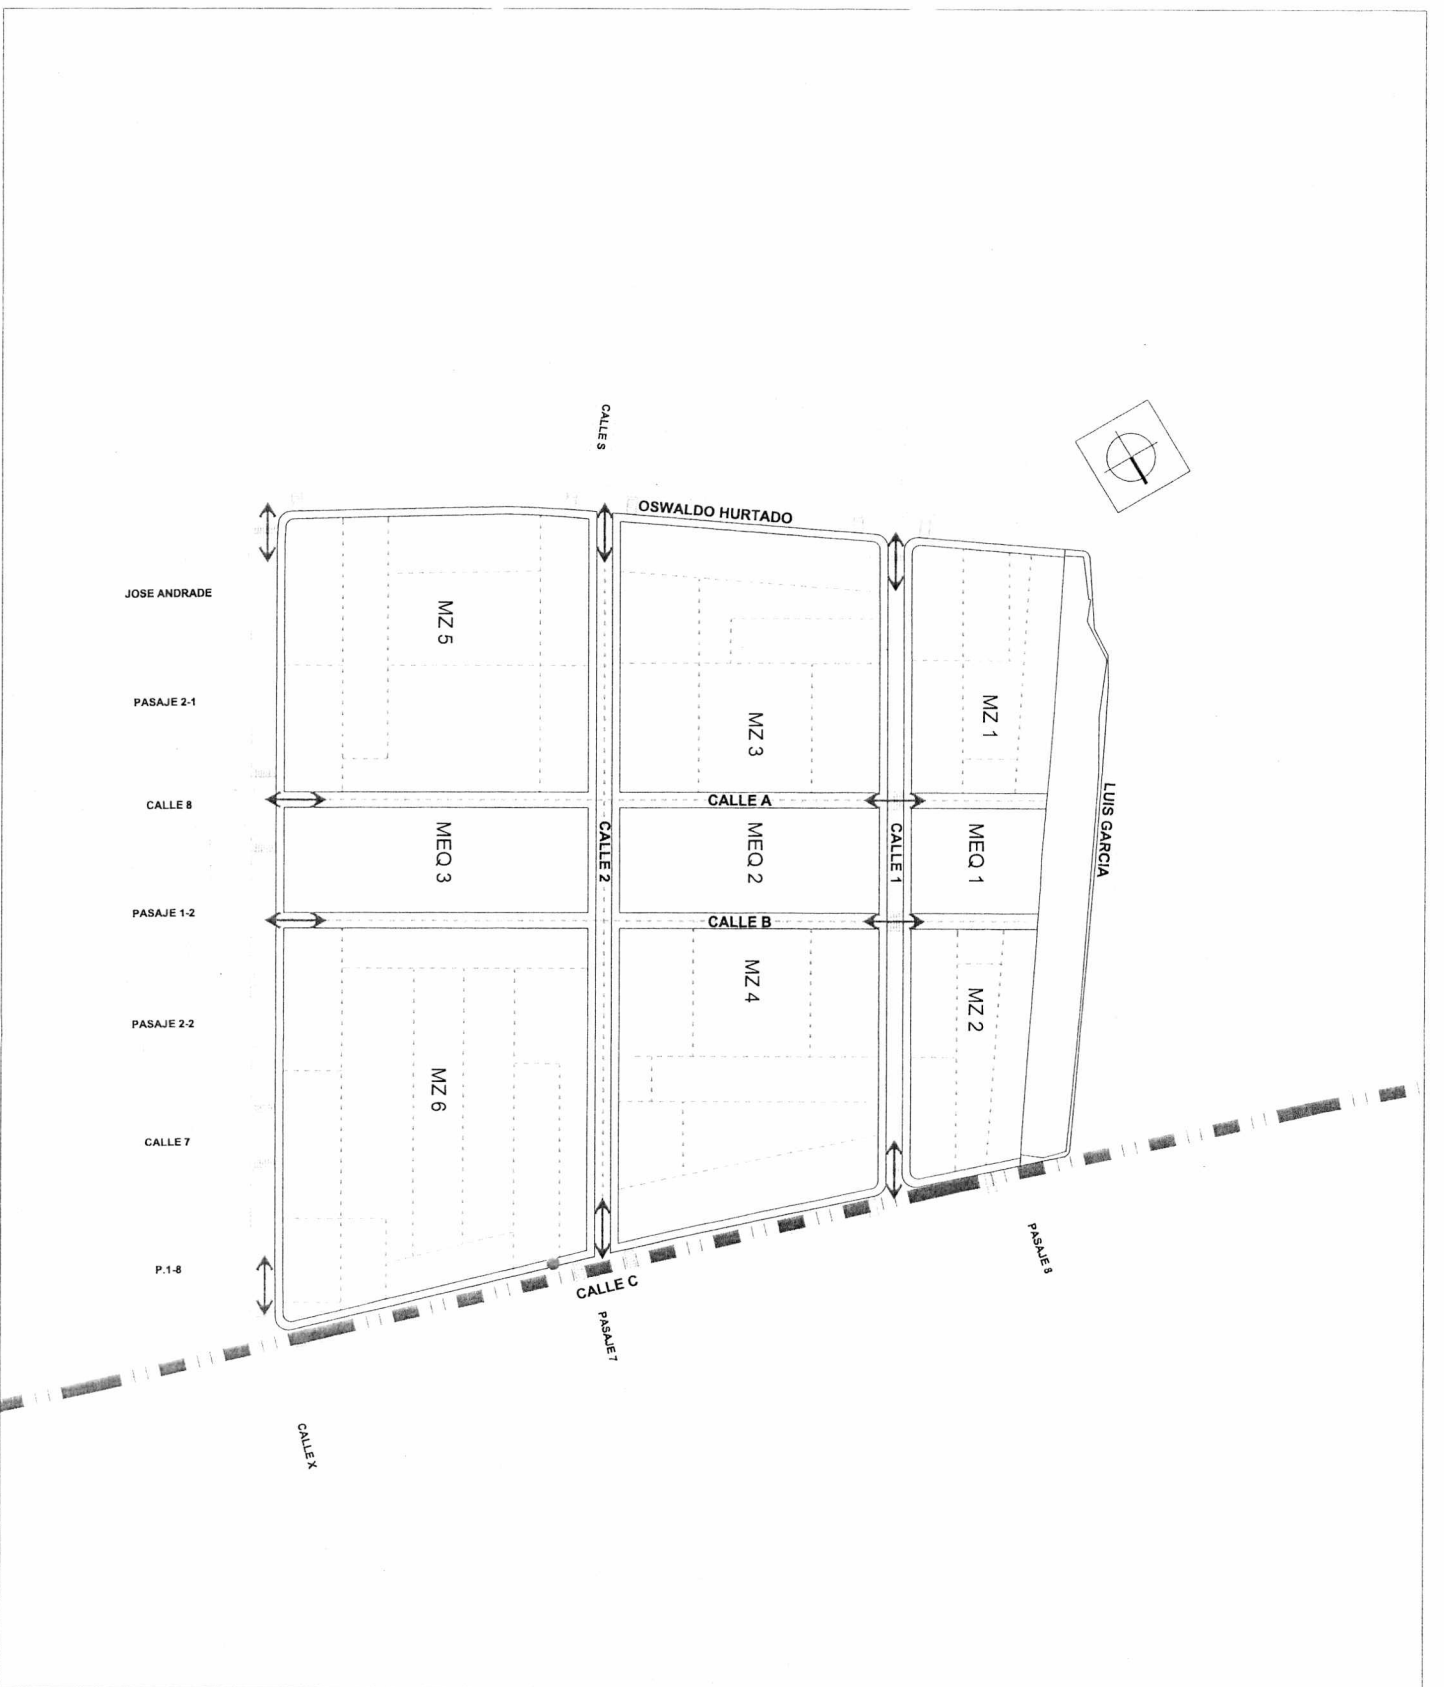 CALLE S
OSWALDO HURTADO
JOSE ANDRADE
MZ 5
PASAJE 2-1
MZ 1
MZ 3
CALLE 8
CALLE A
LUIS GARCIA
MEQ 3
CALLE 2
MEQ 2
CALLE 1
MEQ 1
PASAJE 1-2
CALLE B
MZ 4
MZ 2
PASAJE 2-2
MZ 6
CALLE 7
PASAJE 8
P.1-8
CALLE C
PASAJE 7
CALLE X